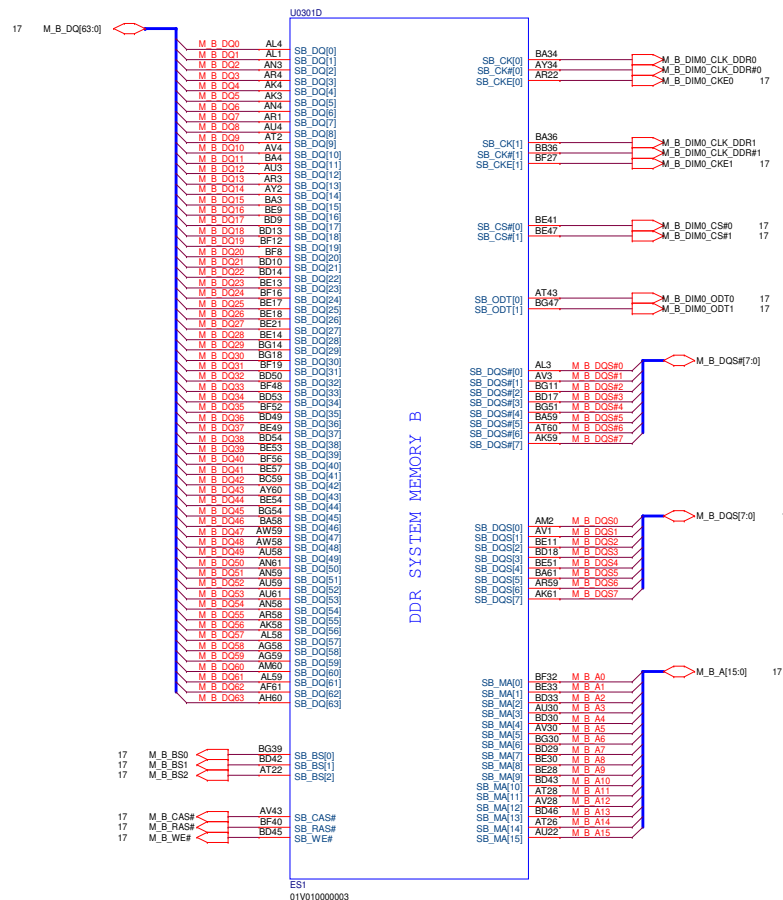 U0301D
17 M_B_DQ[63:0]
M_B_DQ0 AL4 SB_DQ[0]
M_B_DQ1 AL1 SB_DQ[1]
M_B_DQ2 AN3 SB_DQ[2]
M_B_DQ3 AR4 SB_DQ[3]
M_B_DQ4 AK4 SB_DQ[4]
M_B_DQ5 AK3 SB_DQ[5]
M_B_DQ6 AN4 SB_DQ[6]
M_B_DQ7 AR1 SB_DQ[7]
M_B_DQ8 AU4 SB_DQ[8]
M_B_DQ9 AT2 SB_DQ[9]
M_B_DQ10 AV4 SB_DQ[10]
M_B_DQ11 BA4 SB_DQ[11]
M_B_DQ12 AU3 SB_DQ[12]
M_B_DQ13 AR3 SB_DQ[13]
M_B_DQ14 AY2 SB_DQ[14]
M_B_DQ15 BA3 SB_DQ[15]
M_B_DQ16 BE9 SB_DQ[16]
M_B_DQ17 BD9 SB_DQ[17]
M_B_DQ18 BD13 SB_DQ[18]
M_B_DQ19 BF12 SB_DQ[19]
M_B_DQ20 BF8 SB_DQ[20]
M_B_DQ21 BD10 SB_DQ[21]
M_B_DQ22 BD14 SB_DQ[22]
M_B_DQ23 BE13 SB_DQ[23]
M_B_DQ24 BF16 SB_DQ[24]
M_B_DQ25 BE17 SB_DQ[25]
M_B_DQ26 BE18 SB_DQ[26]
M_B_DQ27 BE21 SB_DQ[27]
M_B_DQ28 BE14 SB_DQ[28]
M_B_DQ29 BG14 SB_DQ[29]
M_B_DQ30 BG18 SB_DQ[30]
M_B_DQ31 BF19 SB_DQ[31]
M_B_DQ32 BD50 SB_DQ[32]
M_B_DQ33 BF48 SB_DQ[33]
M_B_DQ34 BD53 SB_DQ[34]
M_B_DQ35 BF52 SB_DQ[35]
M_B_DQ36 BD49 SB_DQ[36]
M_B_DQ37 BE49 SB_DQ[37]
M_B_DQ38 BD54 SB_DQ[38]
M_B_DQ39 BE53 SB_DQ[39]
M_B_DQ40 BF56 SB_DQ[40]
M_B_DQ41 BE57 SB_DQ[41]
M_B_DQ42 BC59 SB_DQ[42]
M_B_DQ43 AY60 SB_DQ[43]
M_B_DQ44 BE54 SB_DQ[44]
M_B_DQ45 BG54 SB_DQ[45]
M_B_DQ46 BA58 SB_DQ[46]
M_B_DQ47 AW59 SB_DQ[47]
M_B_DQ48 AW58 SB_DQ[48]
M_B_DQ49 AU58 SB_DQ[49]
M_B_DQ50 AN61 SB_DQ[50]
M_B_DQ51 AN59 SB_DQ[51]
M_B_DQ52 AU59 SB_DQ[52]
M_B_DQ53 AU61 SB_DQ[53]
M_B_DQ54 AN58 SB_DQ[54]
M_B_DQ55 AR58 SB_DQ[55]
M_B_DQ56 AK58 SB_DQ[56]
M_B_DQ57 AL58 SB_DQ[57]
M_B_DQ58 AG58 SB_DQ[58]
M_B_DQ59 AG59 SB_DQ[59]
M_B_DQ60 AM60 SB_DQ[60]
M_B_DQ61 AL59 SB_DQ[61]
M_B_DQ62 AF61 SB_DQ[62]
M_B_DQ63 AH60 SB_DQ[63]
17 M_B_BS0 BG39 SB_BS[0]
17 M_B_BS1 BD42 SB_BS[1]
17 M_B_BS2 AT22 SB_BS[2]
17 M_B_CAS# AV43 SB_CAS#
17 M_B_RAS# BF40 SB_RAS#
17 M_B_WE# BD45 SB_WE#
DDR SYSTEM MEMORY B
SB_CK[0] BA34 M_B_DIM0_CLK_DDR0
SB_CK#[0] AY34 M_B_DIM0_CLK_DDR#0
SB_CKE[0] AR22 M_B_DIM0_CKE0 17
SB_CK[1] BA36 M_B_DIM0_CLK_DDR1
SB_CK#[1] BB36 M_B_DIM0_CLK_DDR#1
SB_CKE[1] BF27 M_B_DIM0_CKE1 17
SB_CS#[0] BE41 M_B_DIM0_CS#0 17
SB_CS#[1] BE47 M_B_DIM0_CS#1 17
SB_ODT[0] AT43 M_B_DIM0_ODT0 17
SB_ODT[1] BG47 M_B_DIM0_ODT1 17
M_B_DQS#[7:0]
SB_DQS#[0] AL3 M_B_DQS#0
SB_DQS#[1] AV3 M_B_DQS#1
SB_DQS#[2] BG11 M_B_DQS#2
SB_DQS#[3] BD17 M_B_DQS#3
SB_DQS#[4] BG51 M_B_DQS#4
SB_DQS#[5] BA59 M_B_DQS#5
SB_DQS#[6] AT60 M_B_DQS#6
SB_DQS#[7] AK59 M_B_DQS#7
M_B_DQS[7:0]
SB_DQS[0] AM2 M_B_DQS0
SB_DQS[1] AV1 M_B_DQS1
SB_DQS[2] BE11 M_B_DQS2
SB_DQS[3] BD18 M_B_DQS3
SB_DQS[4] BE51 M_B_DQS4
SB_DQS[5] BA61 M_B_DQS5
SB_DQS[6] AR59 M_B_DQS6
SB_DQS[7] AK61 M_B_DQS7
M_B_A[15:0] 17
SB_MA[0] BF32 M_B_A0
SB_MA[1] BE33 M_B_A1
SB_MA[2] BD33 M_B_A2
SB_MA[3] AU30 M_B_A3
SB_MA[4] BD30 M_B_A4
SB_MA[5] AV30 M_B_A5
SB_MA[6] BG30 M_B_A6
SB_MA[7] BD29 M_B_A7
SB_MA[8] BE30 M_B_A8
SB_MA[9] BE28 M_B_A9
SB_MA[10] BD43 M_B_A10
SB_MA[11] AT28 M_B_A11
SB_MA[12] AV28 M_B_A12
SB_MA[13] BD46 M_B_A13
SB_MA[14] AT26 M_B_A14
SB_MA[15] AU22 M_B_A15
ES1
01V010000003